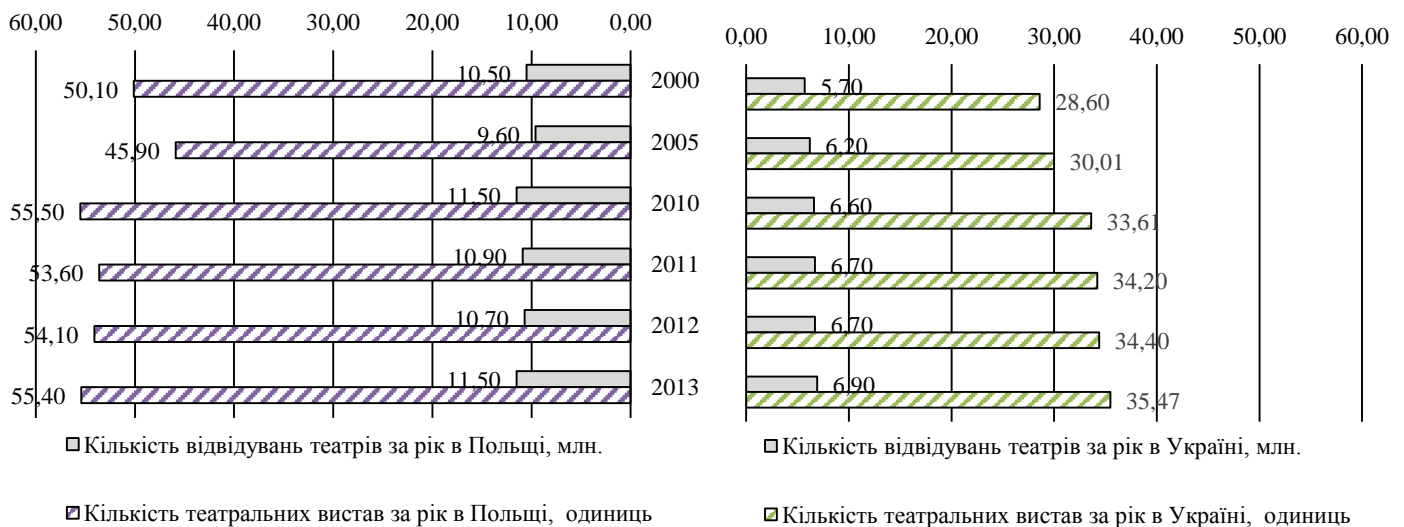 60,00 50,00 40,00 30,00 20,00 10,00 0,00
0,00 10,00 20,00 30,00 40,00 50,00 60,00
10,50 2000 5,70
50,10 28,60
9,60 2005 6,20
45,90 30,01
11,50 2010 6,60
55,50 33,61
10,90 2011 6,70
53,60 34,20
10,70 2012 6,70
54,10 34,40
11,50 2013 6,90
55,40 35,47
Кількість відвідувань театрів за рік в Польщі, млн.
Кількість відвідувань театрів за рік в Україні, млн.
Кількість театральних вистав за рік в Польщі, одиниць
Кількість театральних вистав за рік в Україні, одиниць